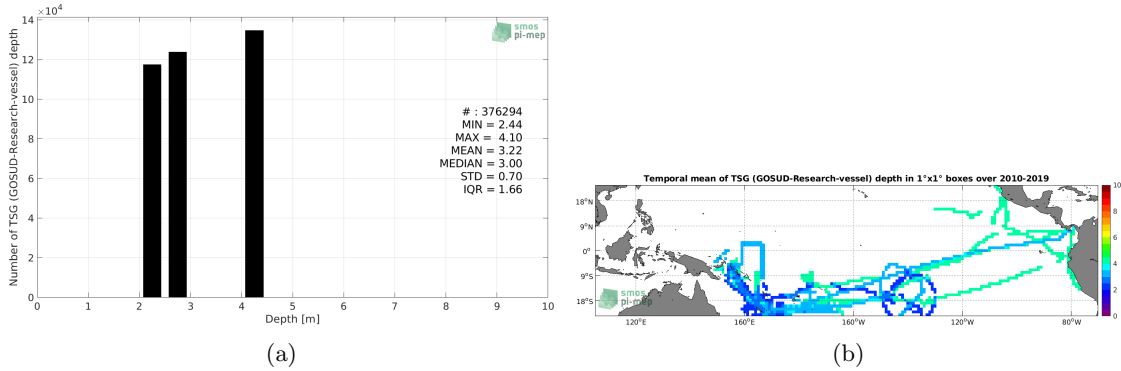 ×10⁴
14
12
10
8
6
4
2
0
Number of TSG (GOSUD-Research-vessel) depth
smos
pi-mep
# : 376294
MIN = 2.44
MAX = 4.10
MEAN = 3.22
MEDIAN = 3.00
STD = 0.70
IQR = 1.66
0 1 2 3 4 5 6 7 8 9 10
Depth [m]
(a)
Temporal mean of TSG (GOSUD-Research-vessel) depth in 1°x1° boxes over 2010-2019
18°N
9°N
0°
9°S
18°S
smos
pi-mep
120°E 160°E 160°W 120°W 80°W
10
8
6
4
2
0
(b)